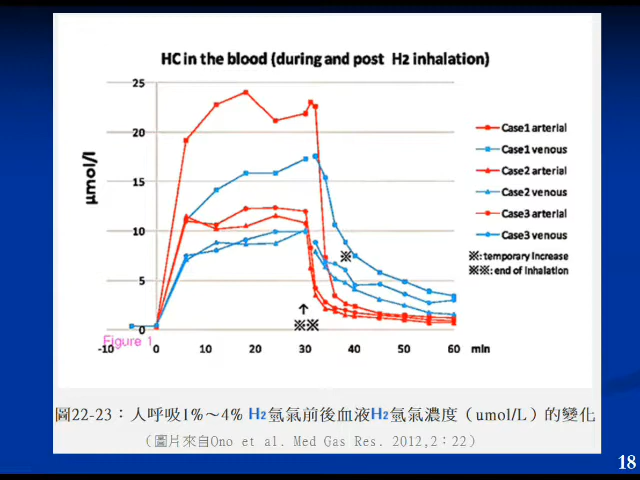 HC in the blood (during and post H2 inhalation)
25
20
15
10
5
0
μmol/l
Case1 arterial
Case1 venous
Case2 arterial
Case2 venous
Case3 arterial
Case3 venous
※: temporary increase
※※: end of inhalation
※
↑
※※
Figure 1
-10 0 10 20 30 40 50 60 min
圖22-23：人呼吸1%～4% H2氫氣前後血液H2氫氣濃度（umol/L）的變化
（圖片來自Ono et al. Med Gas Res. 2012,2：22）
18